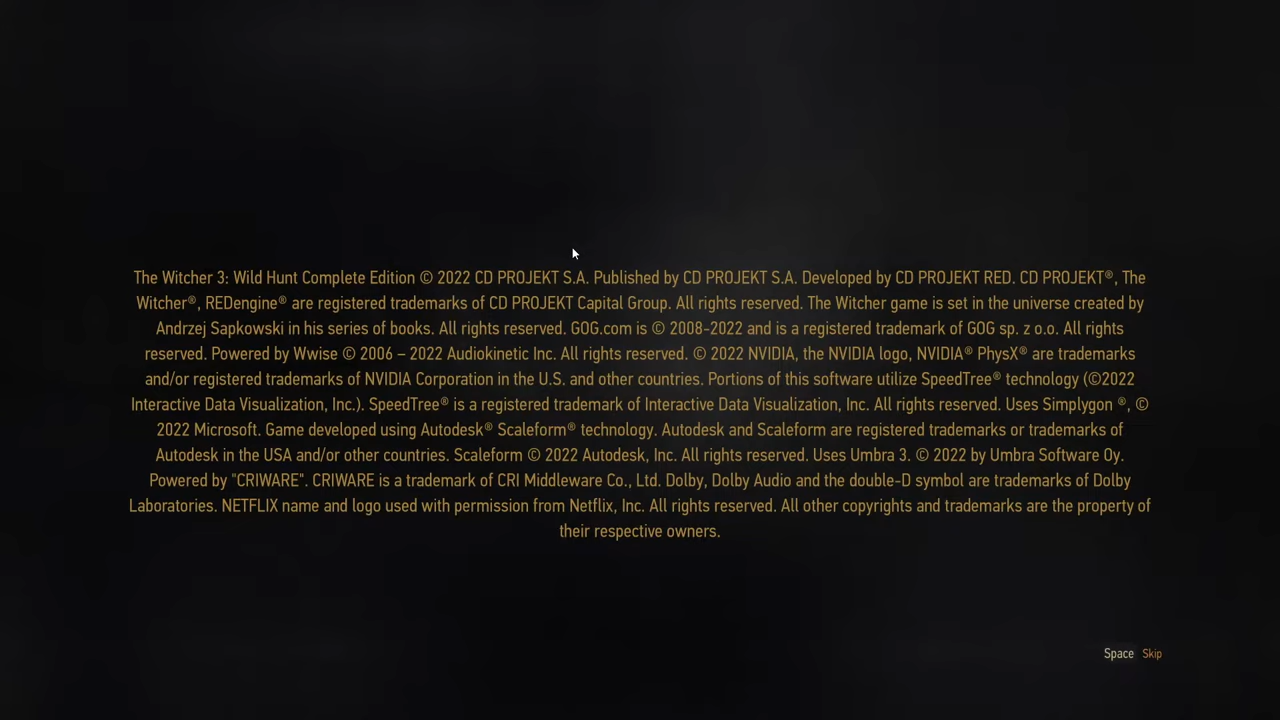 The Witcher 3: Wild Hunt Complete Edition © 2022 CD PROJEKT S.A. Published by CD PROJEKT S.A. Developed by CD PROJEKT RED. CD PROJEKT®, The
Witcher®, REDengine® are registered trademarks of CD PROJEKT Capital Group. All rights reserved. The Witcher game is set in the universe created by
Andrzej Sapkowski in his series of books. All rights reserved. GOG.com is © 2008-2022 and is a registered trademark of GOG sp. z o.o. All rights
reserved. Powered by Wwise © 2006 – 2022 Audiokinetic Inc. All rights reserved. © 2022 NVIDIA, the NVIDIA logo, NVIDIA® PhysX® are trademarks
and/or registered trademarks of NVIDIA Corporation in the U.S. and other countries. Portions of this software utilize SpeedTree® technology (©2022
Interactive Data Visualization, Inc.). SpeedTree® is a registered trademark of Interactive Data Visualization, Inc. All rights reserved. Uses Simplygon ®, ©
2022 Microsoft. Game developed using Autodesk® Scaleform® technology. Autodesk and Scaleform are registered trademarks or trademarks of
Autodesk in the USA and/or other countries. Scaleform © 2022 Autodesk, Inc. All rights reserved. Uses Umbra 3. © 2022 by Umbra Software Oy.
Powered by "CRIWARE". CRIWARE is a trademark of CRI Middleware Co., Ltd. Dolby, Dolby Audio and the double-D symbol are trademarks of Dolby
Laboratories. NETFLIX name and logo used with permission from Netflix, Inc. All rights reserved. All other copyrights and trademarks are the property of
their respective owners.
Space Skip